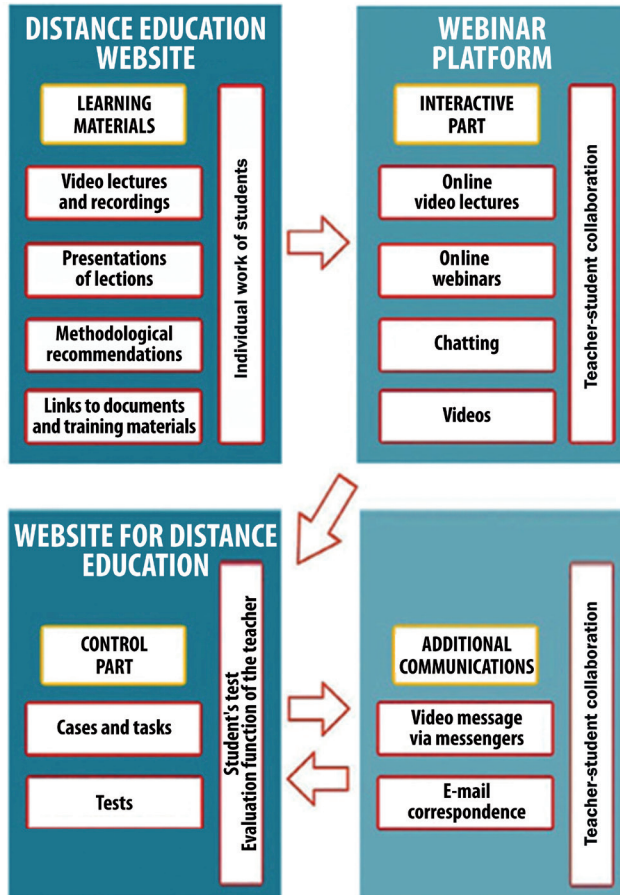 DISTANCE EDUCATION
WEBSITE
LEARNING
MATERIALS
Video lectures
and recordings
Presentations
of lections
Methodological
recommendations
Links to documents
and training materials
Individual work of students
WEBINAR
PLATFORM
INTERACTIVE
PART
Online
video lectures
Online
webinars
Chatting
Videos
Teacher-student collaboration
WEBSITE FOR DISTANCE
EDUCATION
CONTROL
PART
Cases and tasks
Tests
Student's test
Evaluation function of the teacher
ADDITIONAL
COMMUNICATIONS
Video message
via messengers
E-mail
correspondence
Teacher-student collaboration